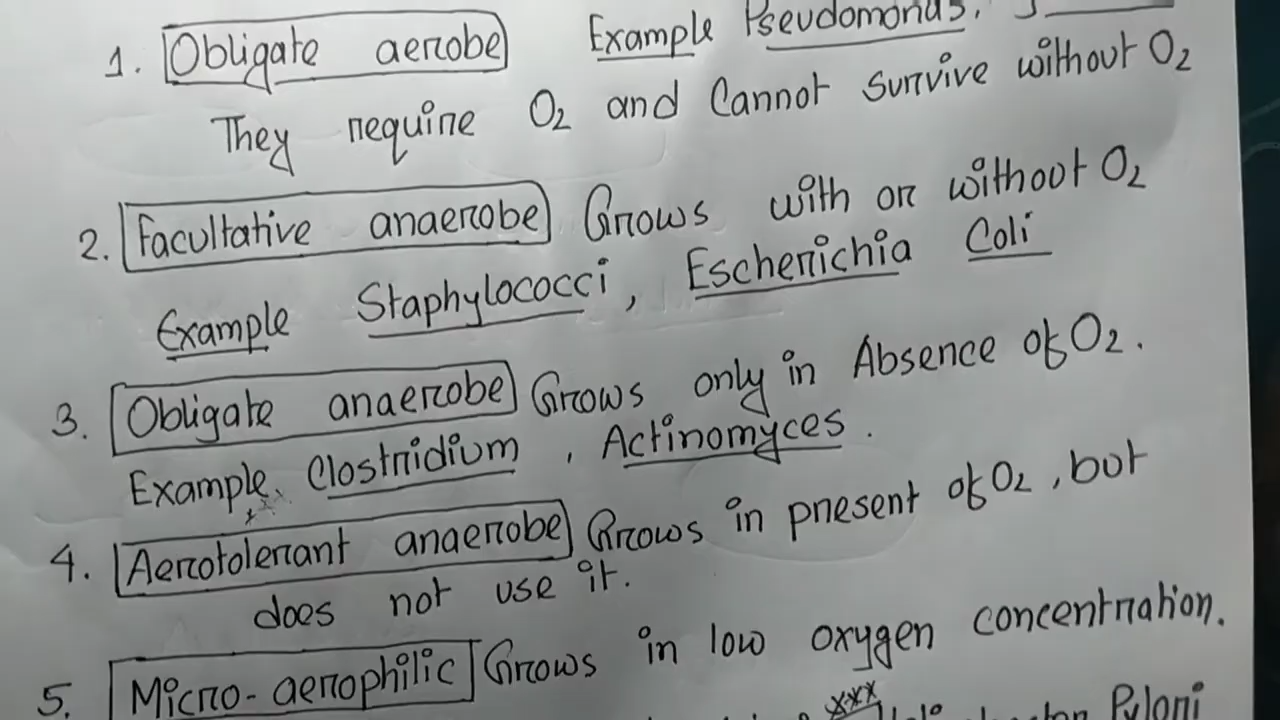 1. Obligate aerobe Example Pseudomonas.
They require O2 and Cannot survive without O2
2. Facultative anaerobe Grows with or without O2
Example Staphylococci, Escherichia Coli
3. Obligate anaerobe Grows only in Absence of O2.
Example, Clostridium, Actinomyces.
4. Aerotolerant anaerobe Grows in present of O2, but
does not use it.
5. Micro-aerophilic Grows in low oxygen concentration.
Pylori